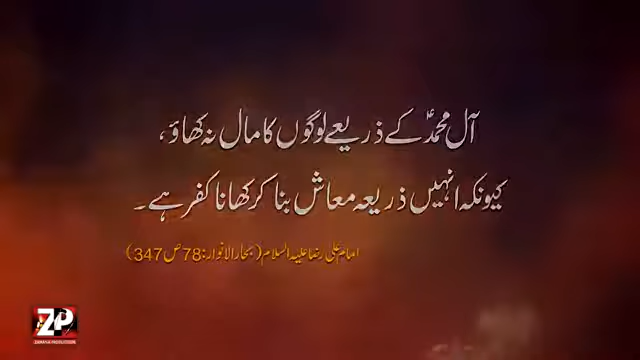 آل محمدؐ کے ذریعے لوگوں کا مال نہ کھاؤ،
کیونکہ انہیں ذریعہ معاش بنا کر کھانا کفر ہے۔
امام علی رضا علیہ السلام (بحارالانوار: 78 ص 347)
ZP